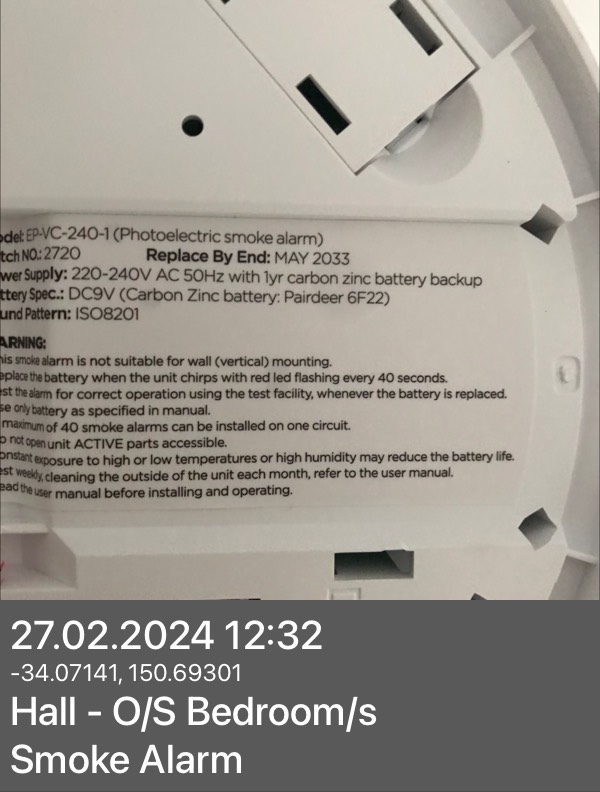 odel: EP-VC-240-1 (Photoelectric smoke alarm)
tch NO.: 2720 Replace By End: MAY 2033
wer Supply: 220-240V AC 50Hz with 1yr carbon zinc battery backup
ttery Spec.: DC9V (Carbon Zinc battery: Pairdeer 6F22)
und Pattern: ISO8201
ARNING:
his smoke alarm is not suitable for wall (vertical) mounting.
eplace the battery when the unit chirps with red led flashing every 40 seconds.
est the alarm for correct operation using the test facility, whenever the battery is replaced.
se only battery as specified in manual.
maximum of 40 smoke alarms can be installed on one circuit.
o not open unit ACTIVE parts accessible.
onstant exposure to high or low temperatures or high humidity may reduce the battery life.
est weekly, cleaning the outside of the unit each month, refer to the user manual.
ead the user manual before installing and operating.
27.02.2024 12:32
-34.07141, 150.69301
Hall - O/S Bedroom/s
Smoke Alarm